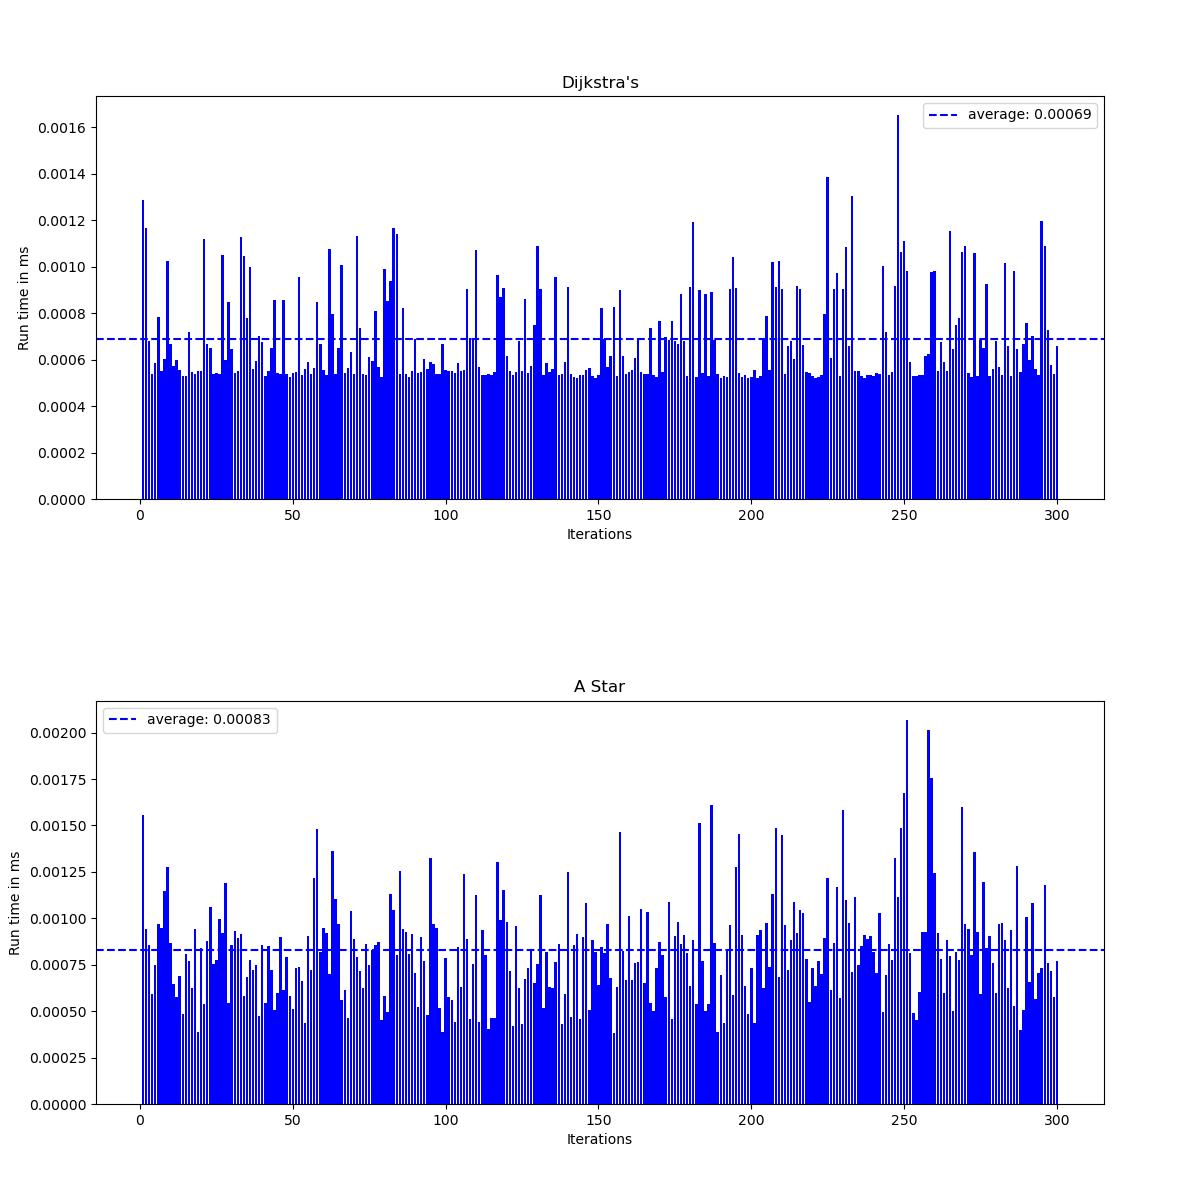 Dijkstra's
average: 0.00069
Run time in ms
0.0016
0.0014
0.0012
0.0010
0.0008
0.0006
0.0004
0.0002
0.0000
0 50 100 150 200 250 300
Iterations
A Star
average: 0.00083
Run time in ms
0.00200
0.00175
0.00150
0.00125
0.00100
0.00075
0.00050
0.00025
0.00000
0 50 100 150 200 250 300
Iterations